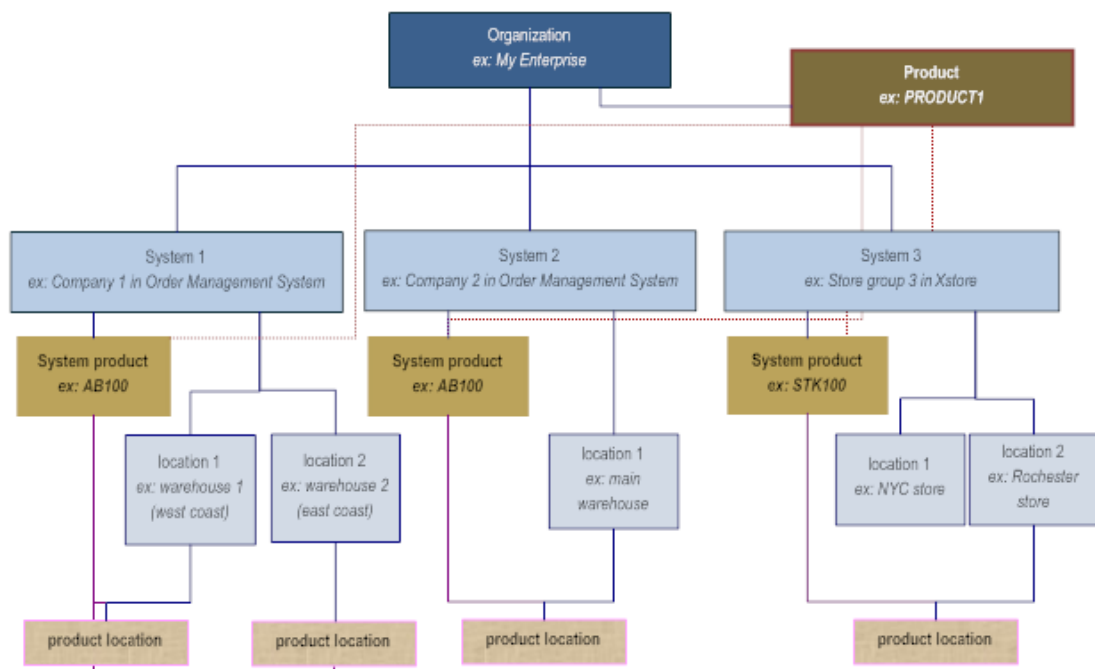 Organization
ex: My Enterprise
Product
ex: PRODUCT1
System 1
ex: Company 1 in Order Management System
System 2
ex: Company 2 in Order Management System
System 3
ex: Store group 3 in Xstore
System product
ex: AB100
System product
ex: AB100
System product
ex: STK100
location 1
ex: warehouse 1
(west coast)
location 2
ex: warehouse 2
(east coast)
location 1
ex: main
warehouse
location 1
ex: NYC store
location 2
ex: Rochester
store
product location
product location
product location
product location